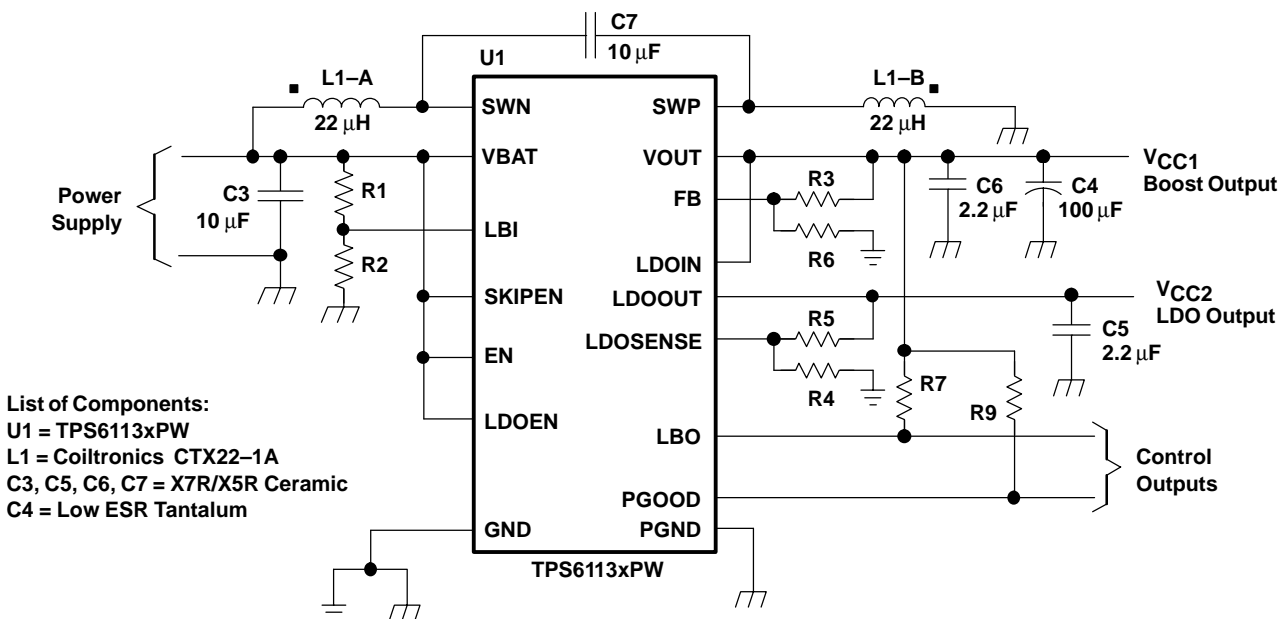 C7
10 μF
U1
L1–A
22 μH
L1–B
22 μH
SWN
SWP
VBAT
VOUT
VCC1
Boost Output
Power
Supply
C3
10 μF
R1
R3
C6
2.2 μF
C4
100 μF
FB
LBI
R6
R2
LDOIN
SKIPEN
LDOOUT
VCC2
LDO Output
R5
LDOSENSE
C5
2.2 μF
EN
R4
R7
R9
List of Components:
U1 = TPS6113xPW
L1 = Coiltronics CTX22–1A
C3, C5, C6, C7 = X7R/X5R Ceramic
C4 = Low ESR Tantalum
LDOEN
LBO
Control
Outputs
PGOOD
GND
PGND
TPS6113xPW